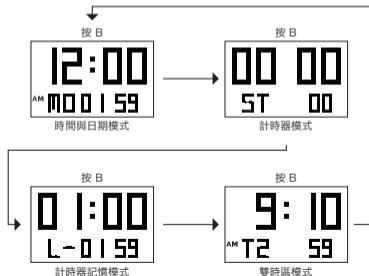 按 B
12:00
AM MO 01 59
時間與日期模式
按 B
00 00
ST 00
計時器模式
按 B
01:00
L-01 59
計時器記憶模式
按 B
9:10
AM T2 59
雙時區模式